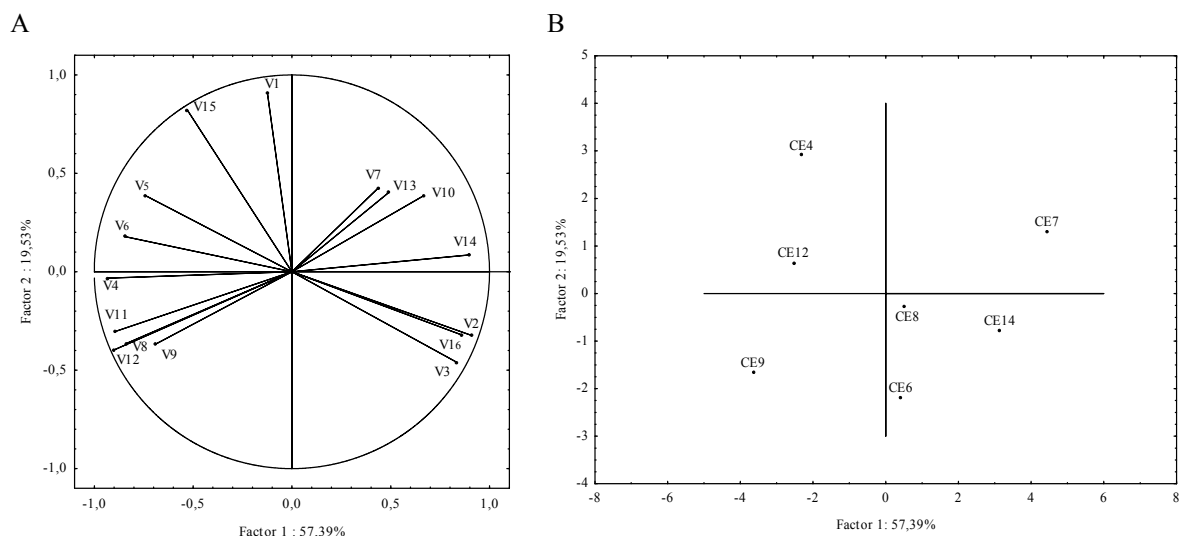 A
B
1,0
0,5
0,0
-0,5
-1,0
Factor 2 : 19,53%
V1
V15
V7
V13
V5
V10
V6
V14
V4
V11
V2
V8
V16
V12
V9
V3
-1,0 -0,5 0,0 0,5 1,0
Factor 1 : 57,39%
5
4
3
2
1
0
-1
-2
-3
-4
Factor 2: 19,53%
CE4
CE7
CE12
CE8
CE14
CE9
CE6
-8 -6 -4 -2 0 2 4 6 8
Factor 1: 57,39%